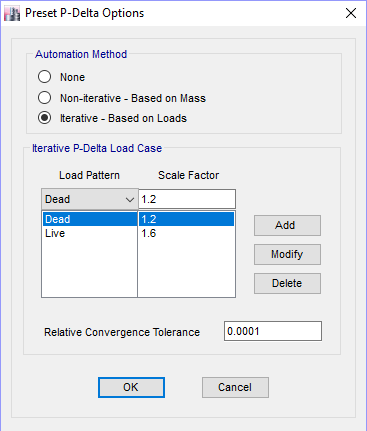 Preset P-Delta Options
Automation Method
None
Non-iterative - Based on Mass
Iterative - Based on Loads
Iterative P-Delta Load Case
Load Pattern Scale Factor
Dead 1.2
Dead 1.2
Live 1.6
Add
Modify
Delete
Relative Convergence Tolerance 0.0001
OK Cancel